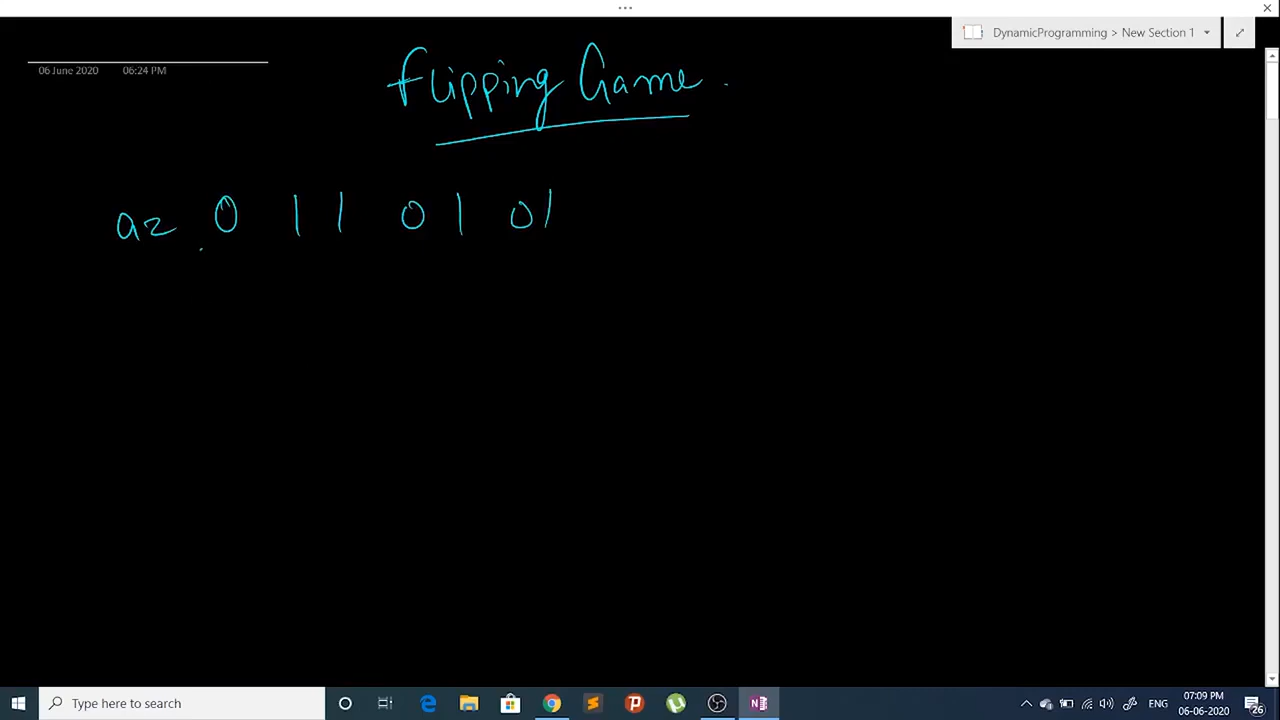 DynamicProgramming > New Section 1
06 June 2020 06:24 PM
Flipping Game
a= 0 1 1 0 1 0 1
Type here to search
ENG
07:09 PM
06-06-2020
26